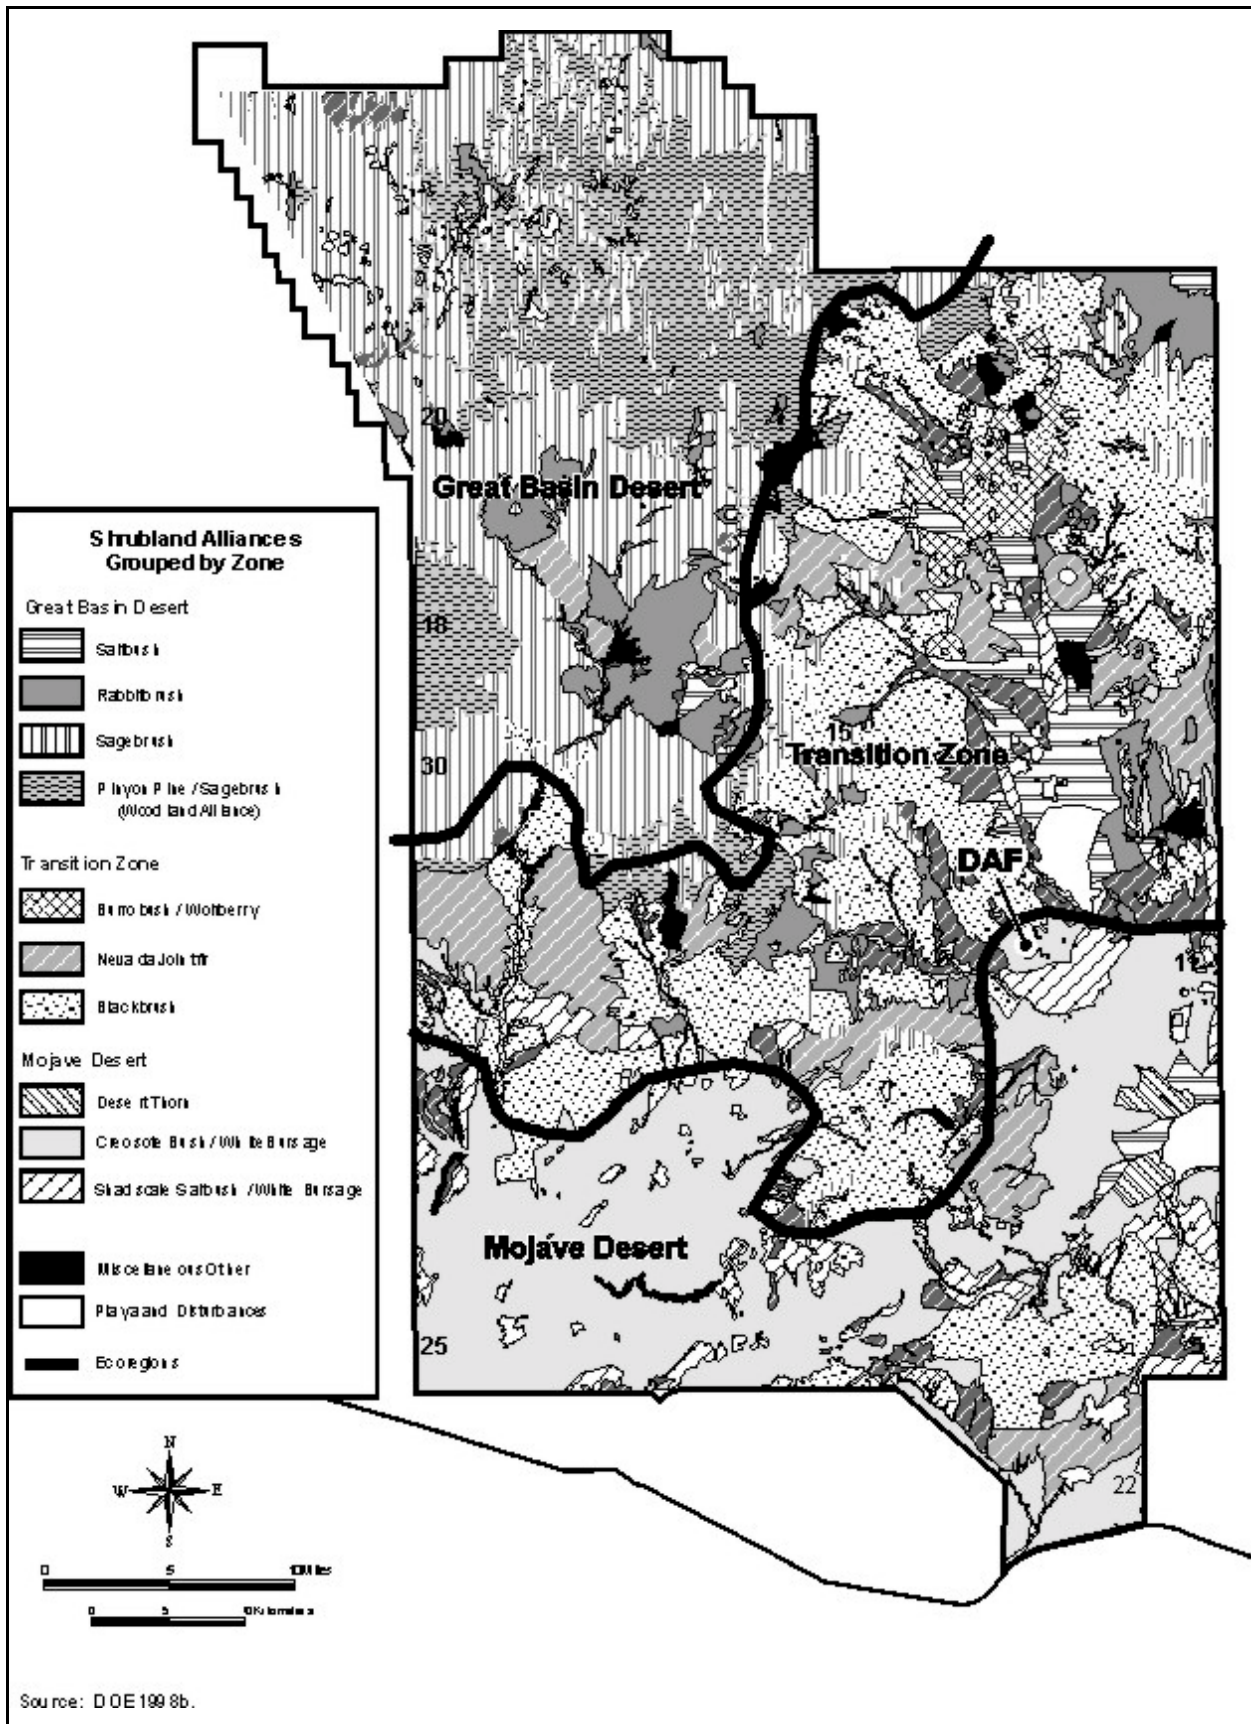 20
Great Basin Desert
Shrubland Alliances
Grouped by Zone
Great Basin Desert
Saltbush
18
Rabbitbrush
15
Sagebrush
Transition Zone
30
Pinyon Pine / Sagebrush
(Woodland Alliance)
Transition Zone
DAF
Burrobush / Wolfberry
Nevada Jointfir
11
Blackbrush
Mojave Desert
Desert Thorn
Creosote Bush / White Bursage
Shadscale Saltbush / White Bursage
Mojave Desert
Miscellaneous Other
Playa and Disturbances
25
Ecoregions
N
W E
S
22
0 5 10 Miles
0 5 10 Kilometers
Source: DOE 1998b.